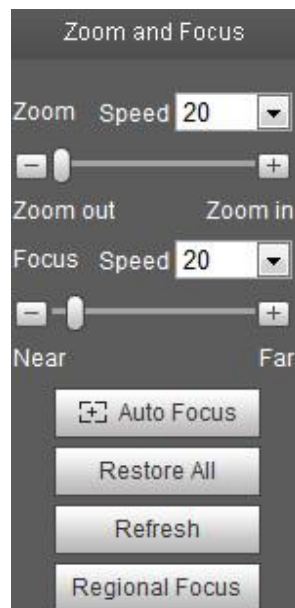 Zoom and Focus
Zoom Speed 20
Zoom out Zoom in
Focus Speed 20
Near Far
Auto Focus
Restore All
Refresh
Regional Focus